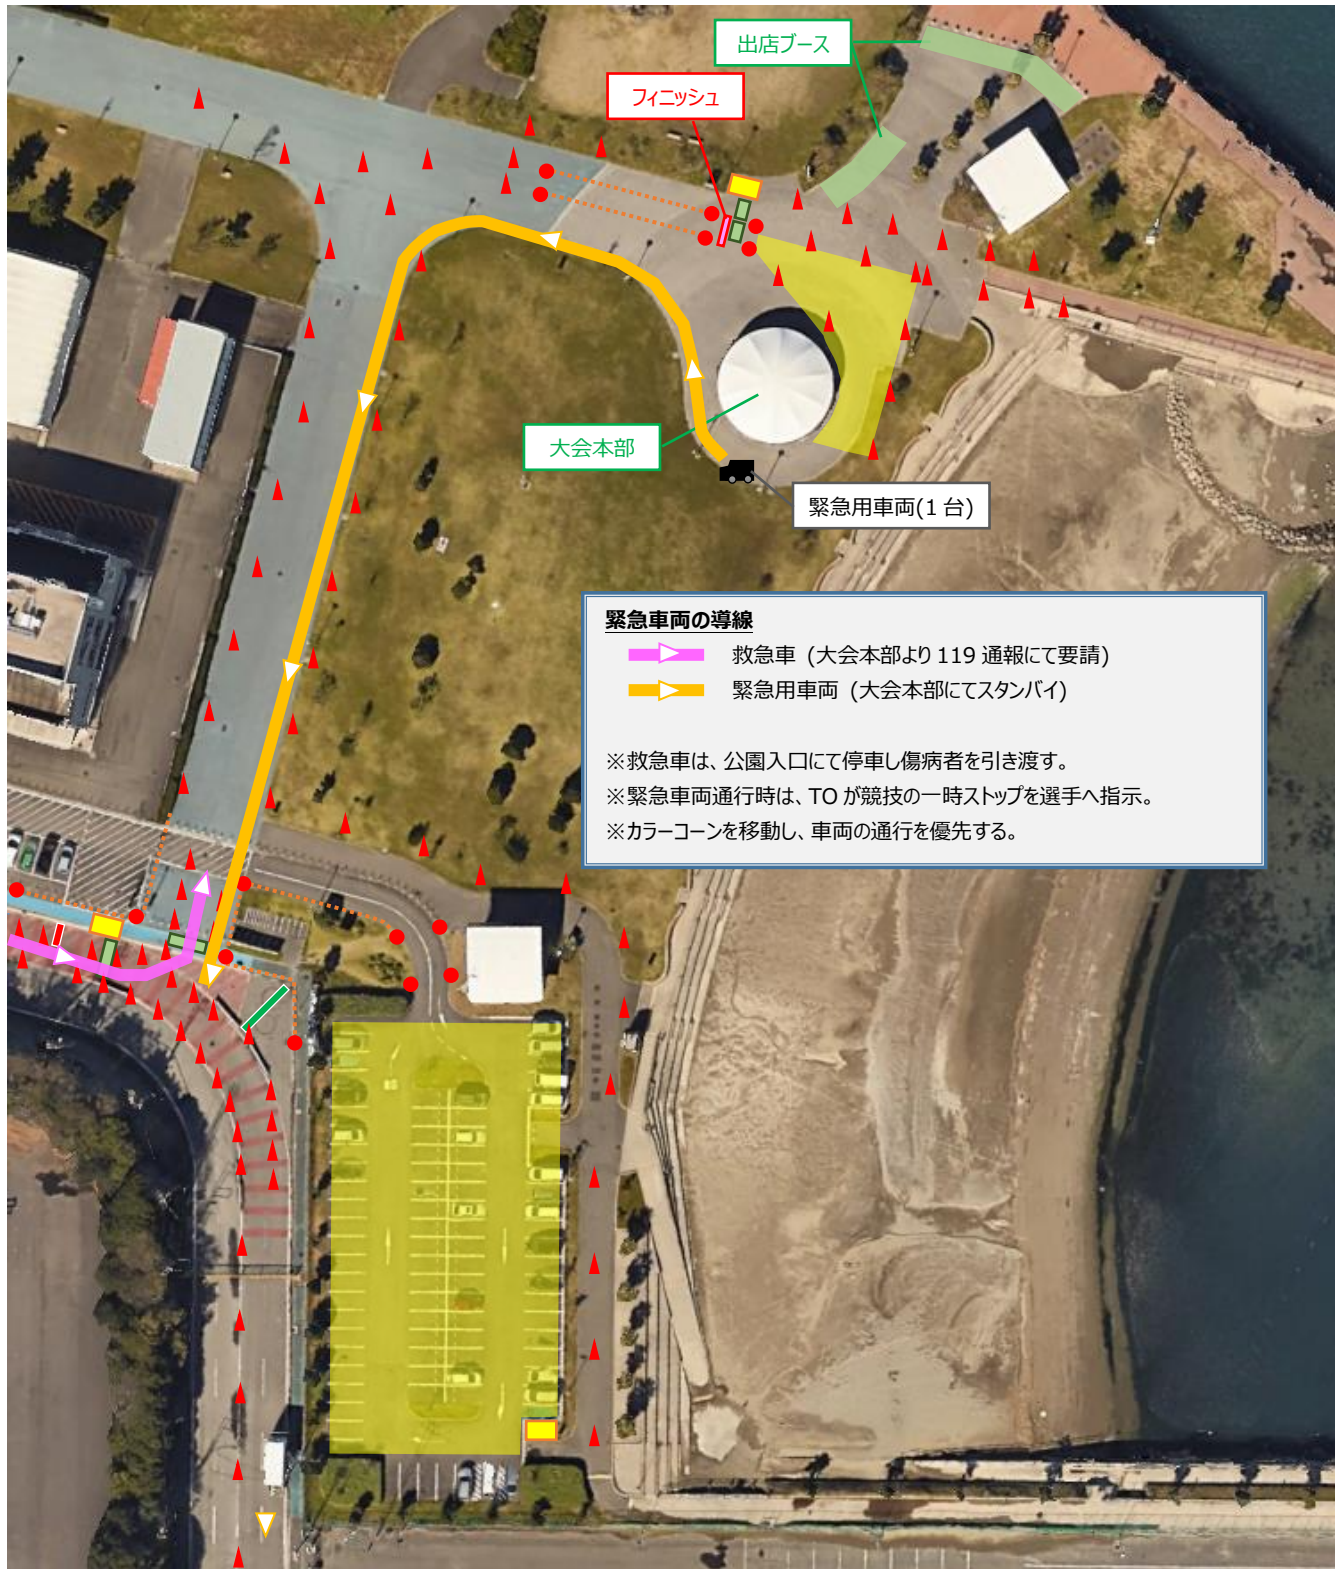 出店ブース
フィニッシュ
大会本部
緊急用車両(1 台)
緊急車両の導線
救急車 (大会本部より 119 通報にて要請)
緊急用車両 (大会本部にてスタンバイ)
※救急車は、公園入口にて停車し傷病者を引き渡す。
※緊急車両通行時は、TO が競技の一時ストップを選手へ指示。
※カラーコーンを移動し、車両の通行を優先する。